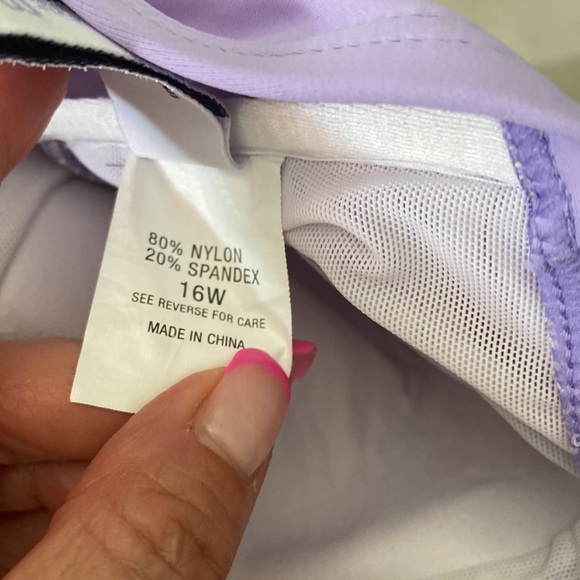 80% NYLON
20% SPANDEX
16W
SEE REVERSE FOR CARE
MADE IN CHINA